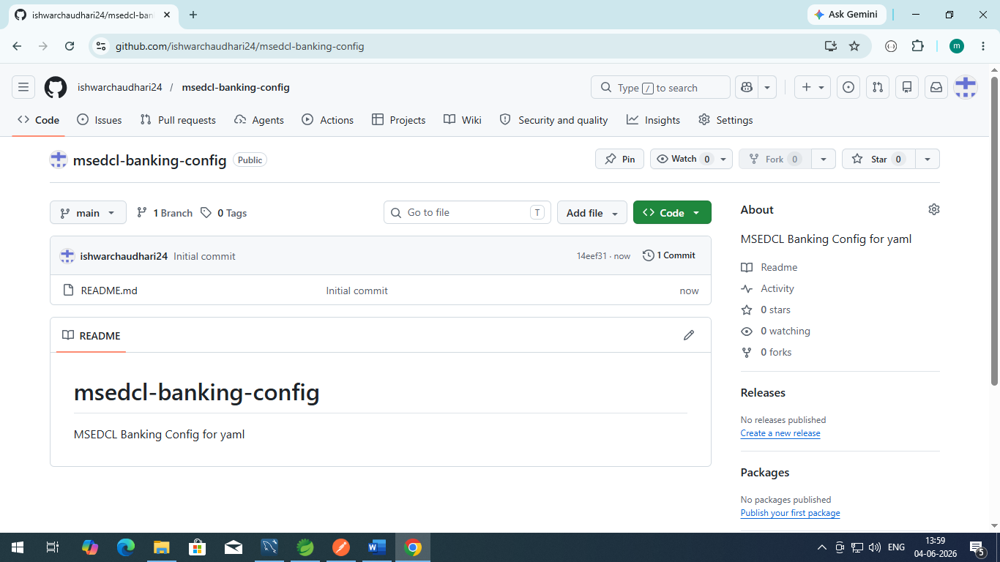 ishwarchaudhari24/msedcl-ban
Ask Gemini
github.com/ishwarchaudhari24/msedcl-banking-config
m
ishwarchaudhari24 / msedcl-banking-config
Type / to search
Code Issues Pull requests Agents Actions Projects Wiki Security and quality Insights Settings
msedcl-banking-config Public
Pin Watch 0 Fork 0 Star 0
main 1 Branch 0 Tags Go to file T Add file Code
ishwarchaudhari24 Initial commit 14eef31 · now 1 Commit
README.md Initial commit now
README
msedcl-banking-config
MSEDCL Banking Config for yaml
About
MSEDCL Banking Config for yaml
Readme
Activity
0 stars
0 watching
0 forks
Releases
No releases published
Create a new release
Packages
No packages published
Publish your first package
ENG
13:59
04-06-2026
5